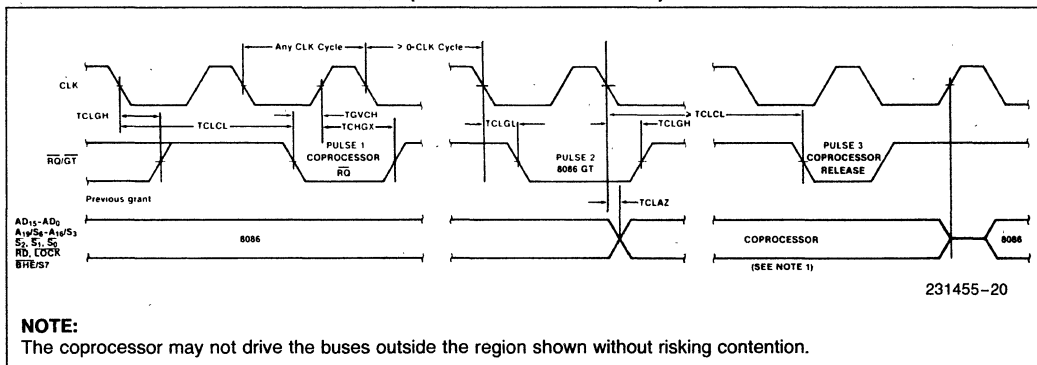 Any CLK Cycle
> 0-CLK Cycle
CLK
TCLGH
TCLCL
TGVCH
TCHGX
TCLGL
> TCLCL
TCLGH
RQ/GT
PULSE 1
COPROCESSOR
RQ
PULSE 2
8086 GT
PULSE 3
COPROCESSOR
RELEASE
Previous grant
TCLAZ
AD15-AD0
A19/S6-A16/S3
S2, S1, S0
RD, LOCK
BHE/S7
8086
COPROCESSOR
8086
(SEE NOTE 1)
231455-20
NOTE:
The coprocessor may not drive the buses outside the region shown without risking contention.